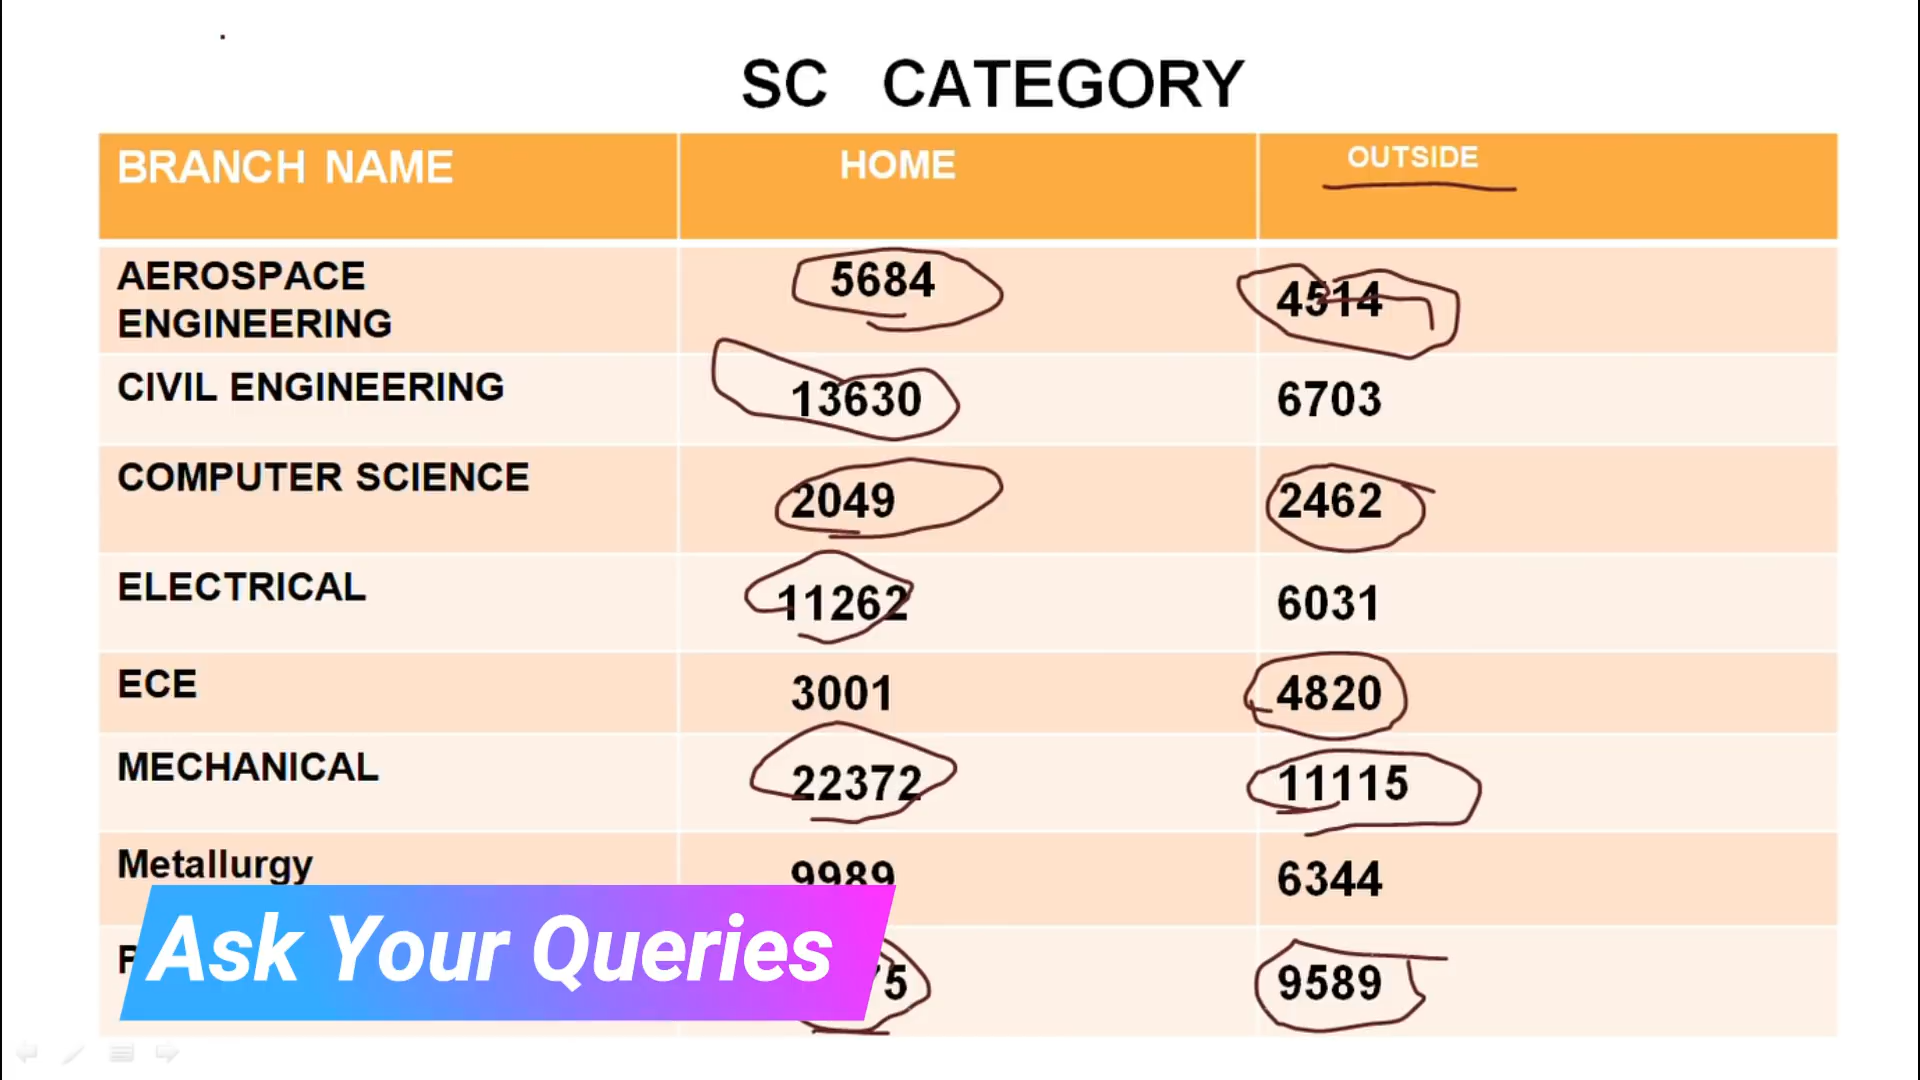 SC CATEGORY
BRANCH NAME HOME OUTSIDE
AEROSPACE ENGINEERING 5684 4514
CIVIL ENGINEERING 13630 6703
COMPUTER SCIENCE 2049 2462
ELECTRICAL 11262 6031
ECE 3001 4820
MECHANICAL 22372 11115
Metallurgy 9989 6344
9589
Ask Your Queries